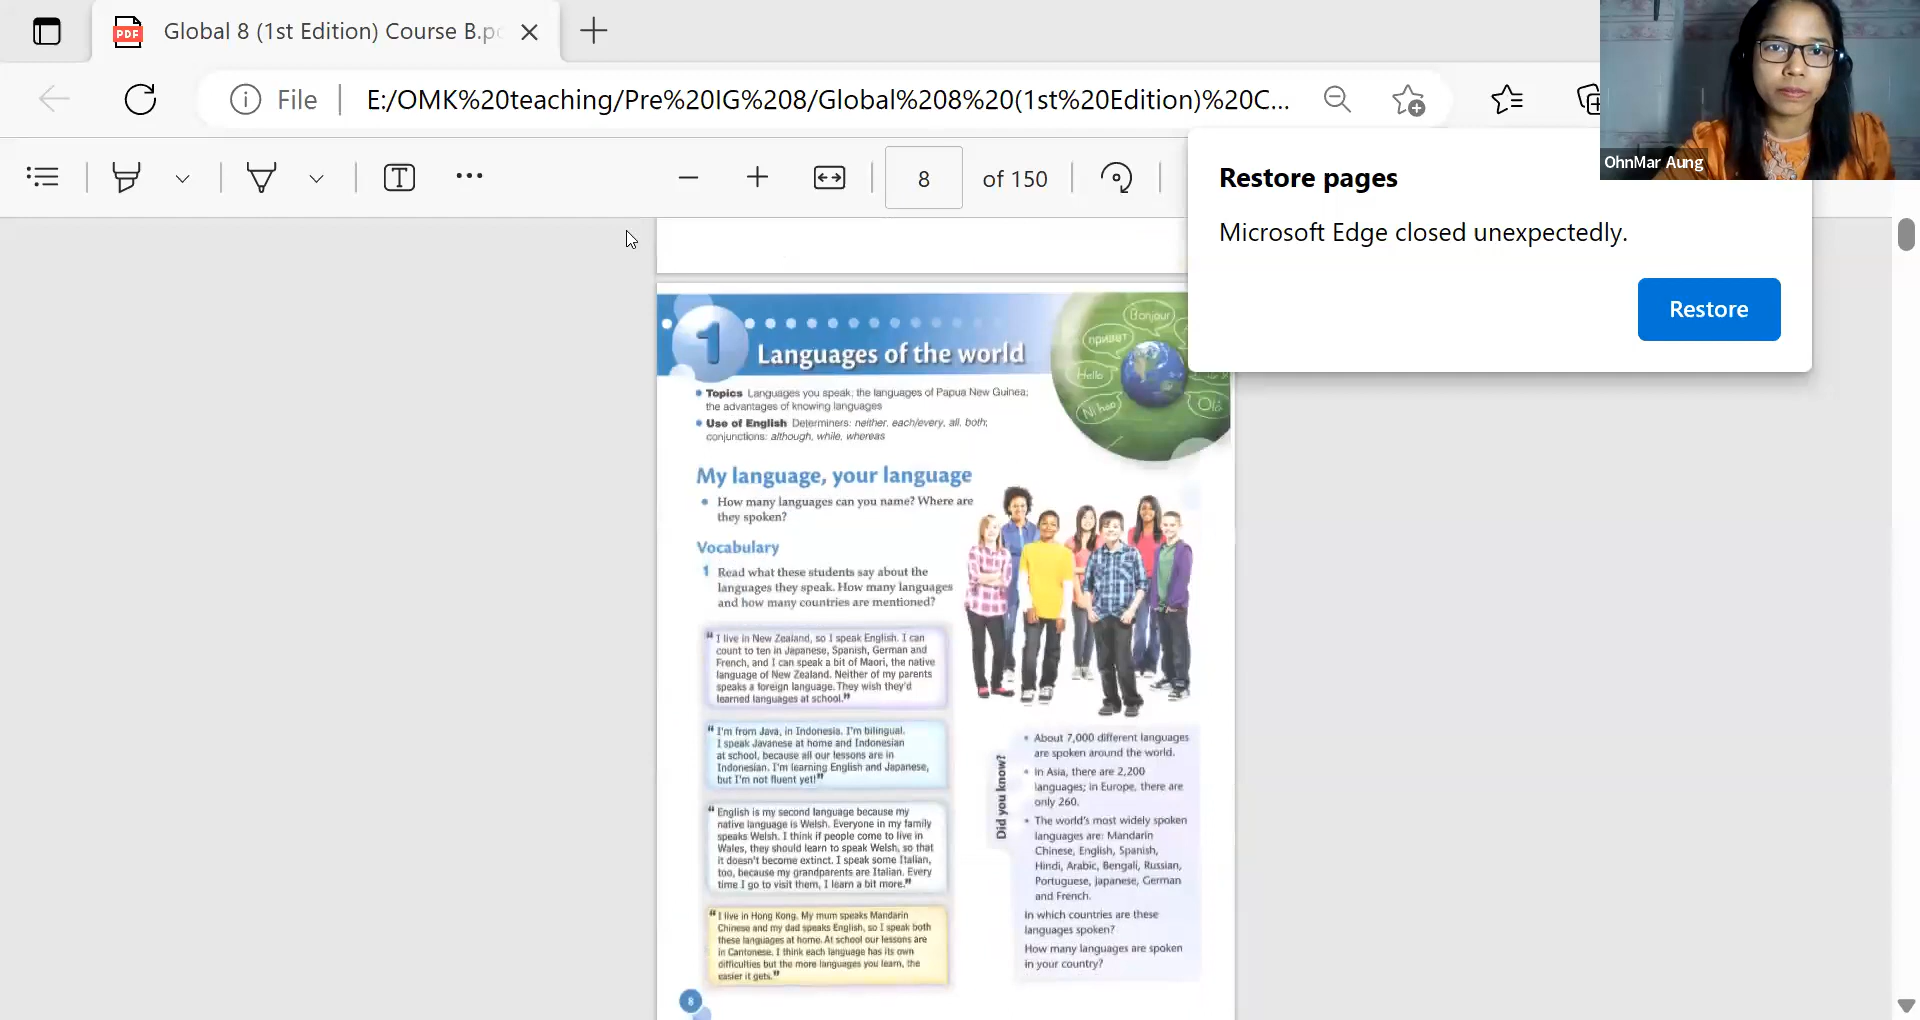 Global 8 (1st Edition) Course B.pd
File
E:/OMK%20teaching/Pre%20IG%208/Global%208%20(1st%20Edition)%20C...
8
of 150
Restore pages
Microsoft Edge closed unexpectedly.
Restore
OhnMar Aung
1
Languages of the world
Bonjour
привет
Hello
Ni hao
Olá
• Topics Languages you speak; the languages of Papua New Guinea;
the advantages of knowing languages
• Use of English Determiners: neither, each/every, all, both;
conjunctions: although, while, whereas
My language, your language
• How many languages can you name? Where are
they spoken?
Vocabulary
1 Read what these students say about the
languages they speak. How many languages
and how many countries are mentioned?
"I live in New Zealand, so I speak English. I can
count to ten in Japanese, Spanish, German and
French, and I can speak a bit of Maori, the native
language of New Zealand. Neither of my parents
speaks a foreign language. They wish they'd
learned languages at school."
"I'm from Java, in Indonesia. I'm bilingual.
I speak Javanese at home and Indonesian
at school, because all our lessons are in
Indonesian. I'm learning English and Japanese,
but I'm not fluent yet!"
"English is my second language because my
native language is Welsh. Everyone in my family
speaks Welsh. I think if people come to live in
Wales, they should learn to speak Welsh, so that
it doesn't become extinct. I speak some Italian,
too, because my grandparents are Italian. Every
time I go to visit them, I learn a bit more."
"I live in Hong Kong. My mum speaks Mandarin
Chinese and my dad speaks English, so I speak both
these languages at home. At school our lessons are
in Cantonese. I think each language has its own
difficulties but the more languages you learn, the
easier it gets."
Did you know?
• About 7,000 different languages
are spoken around the world.
• In Asia, there are 2,200
languages; in Europe, there are
only 260.
• The world's most widely spoken
languages are: Mandarin
Chinese, English, Spanish,
Hindi, Arabic, Bengali, Russian,
Portuguese, Japanese, German
and French.
In which countries are these
languages spoken?
How many languages are spoken
in your country?
8